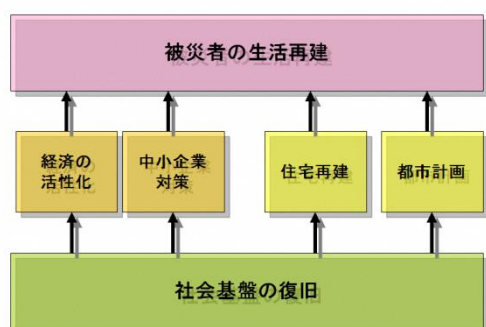 被災者の生活再建
経済の
活性化
中小企業
対策
住宅再建
都市計画
社会基盤の復旧